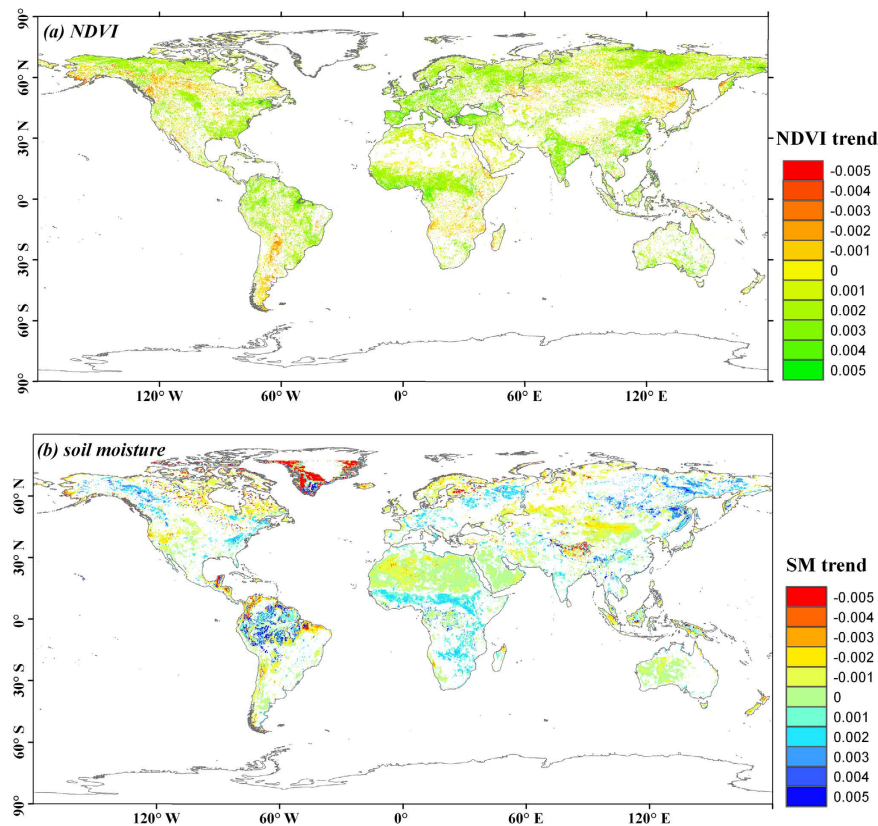 (a) NDVI
90°
60° N
30° N
0°
30° S
60° S
90°
120° W
60° W
0°
60° E
120° E
NDVI trend
-0.005
-0.004
-0.003
-0.002
-0.001
0
0.001
0.002
0.003
0.004
0.005
(b) soil moisture
60° N
30° N
0°
30° S
60° S
90°
120° W
60° W
0°
60° E
120° E
SM trend
-0.005
-0.004
-0.003
-0.002
-0.001
0
0.001
0.002
0.003
0.004
0.005